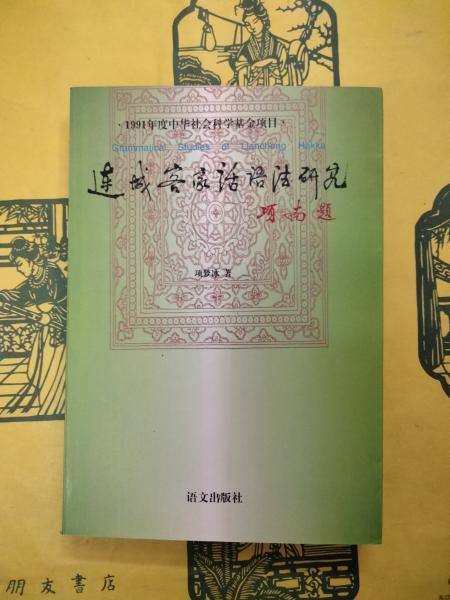 ·1991年度中华社会科学基金项目·
Grammatical Studies of Liancheng Hakka
连城客家话语法研究
项南题
项梦冰 著
语文出版社
朋友書店